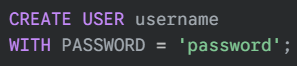 CREATE USER username
WITH PASSWORD = 'password';